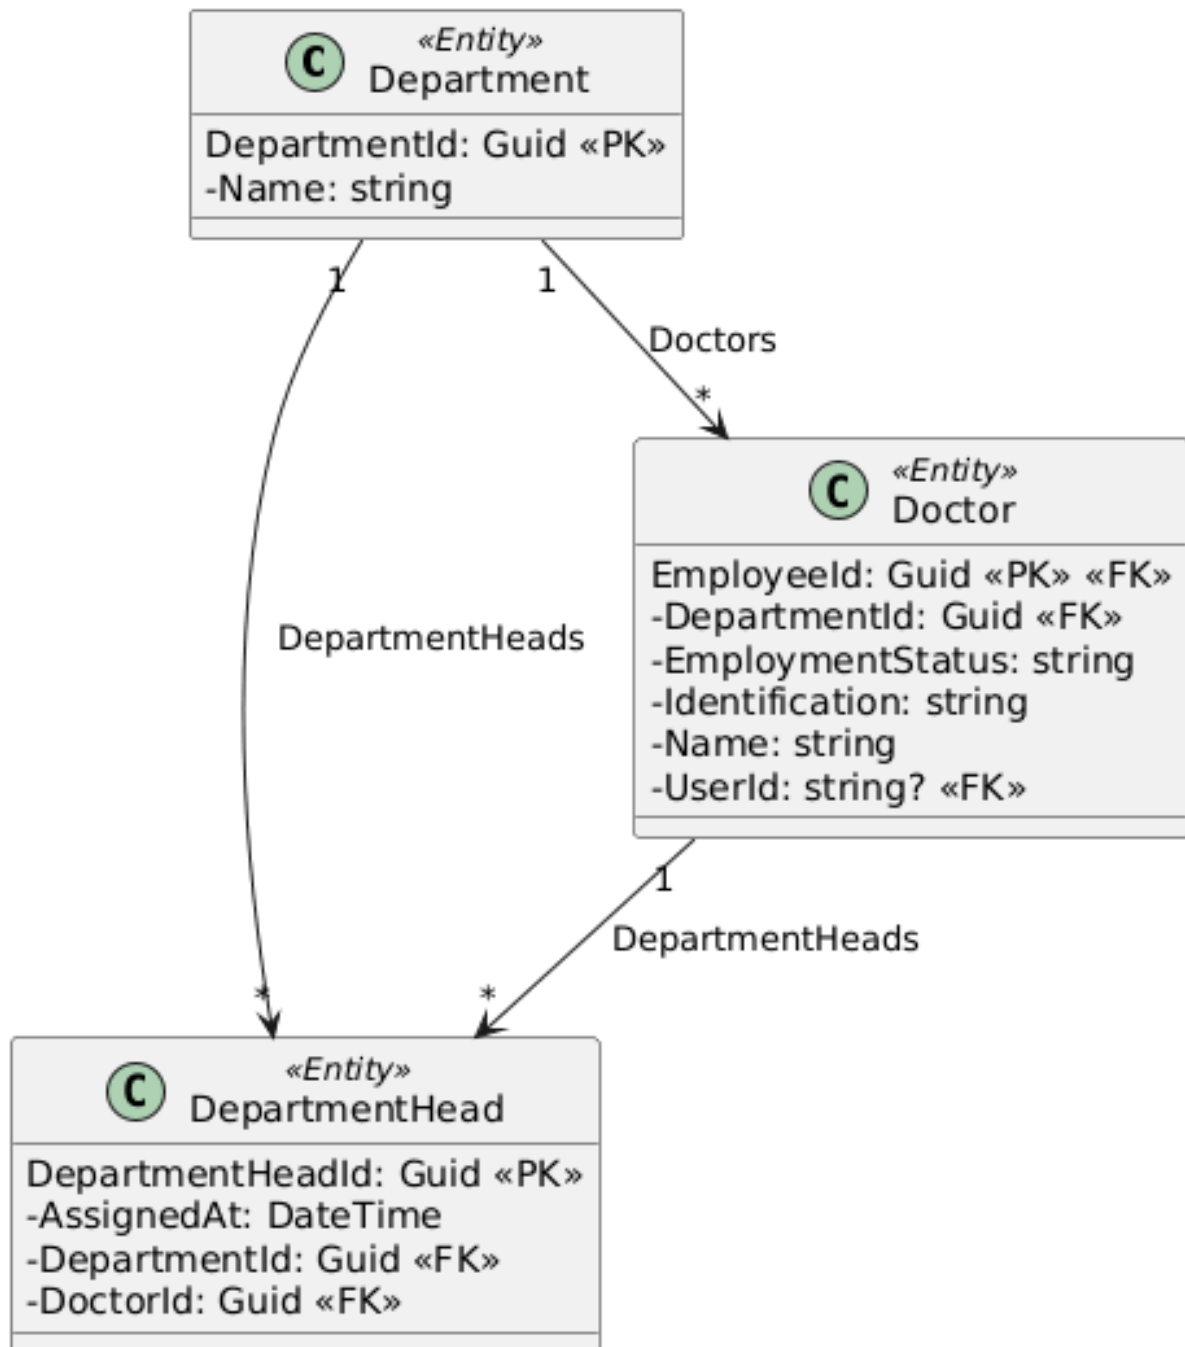 C
«Entity»
Department
DepartmentId: Guid «PK»
-Name: string
1
1
Doctors
*
C
«Entity»
Doctor
EmployeeId: Guid «PK» «FK»
-DepartmentId: Guid «FK»
-EmploymentStatus: string
-Identification: string
-Name: string
-UserId: string? «FK»
DepartmentHeads
1
DepartmentHeads
*
*
C
«Entity»
DepartmentHead
DepartmentHeadId: Guid «PK»
-AssignedAt: DateTime
-DepartmentId: Guid «FK»
-DoctorId: Guid «FK»